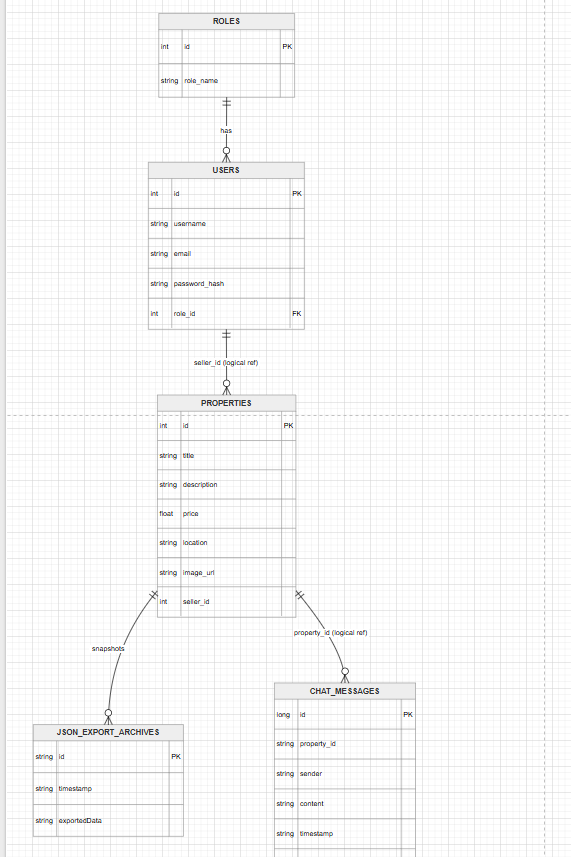 ROLES
int id PK
string role_name
has
USERS
int id PK
string username
string email
string password_hash
int role_id FK
seller_id (logical ref)
PROPERTIES
int id PK
string title
string description
float price
string location
string image_url
int seller_id
snapshots
property_id (logical ref)
JSON_EXPORT_ARCHIVES
string id PK
string timestamp
string exportedData
CHAT_MESSAGES
long id PK
string property_id
string sender
string content
string timestamp